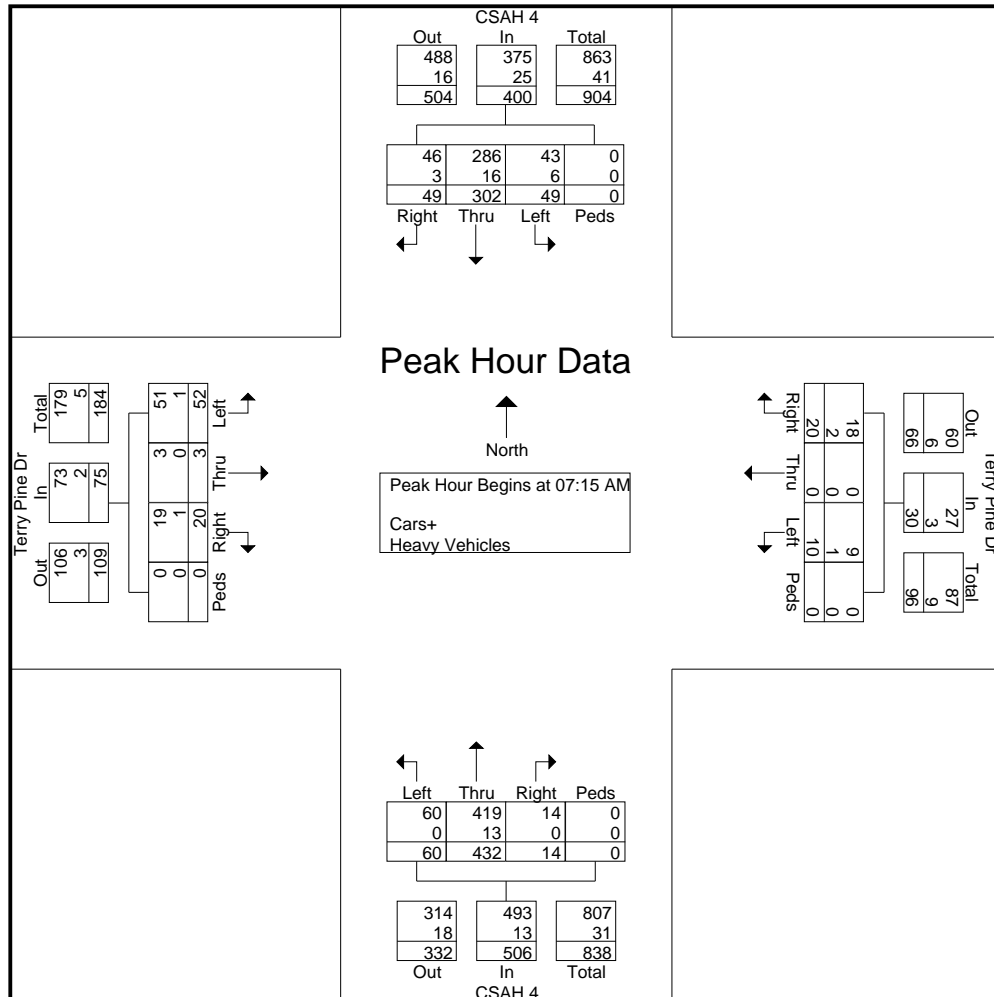 CSAH 4
Out In Total
488 375 863
16 25 41
504 400 904
46 286 43 0
3 16 6 0
49 302 49 0
Right Thru Left Peds
Peak Hour Data
North
Peak Hour Begins at 07:15 AM
Cars+
Heavy Vehicles
Terry Pine Dr
Total In Out
179 73 106
5 2 3
184 75 109
51 3 19 0
1 0 1 0
52 3 20 0
Left Thru Right Peds
Terry Pine Dr
Out In Total
60 27 87
6 3 9
66 30 96
18 0 9 0
2 0 1 0
20 0 10 0
Right Thru Left Peds
Left Thru Right Peds
60 419 14 0
0 13 0 0
60 432 14 0
314 493 807
18 13 31
332 506 838
Out In Total
CSAH 4